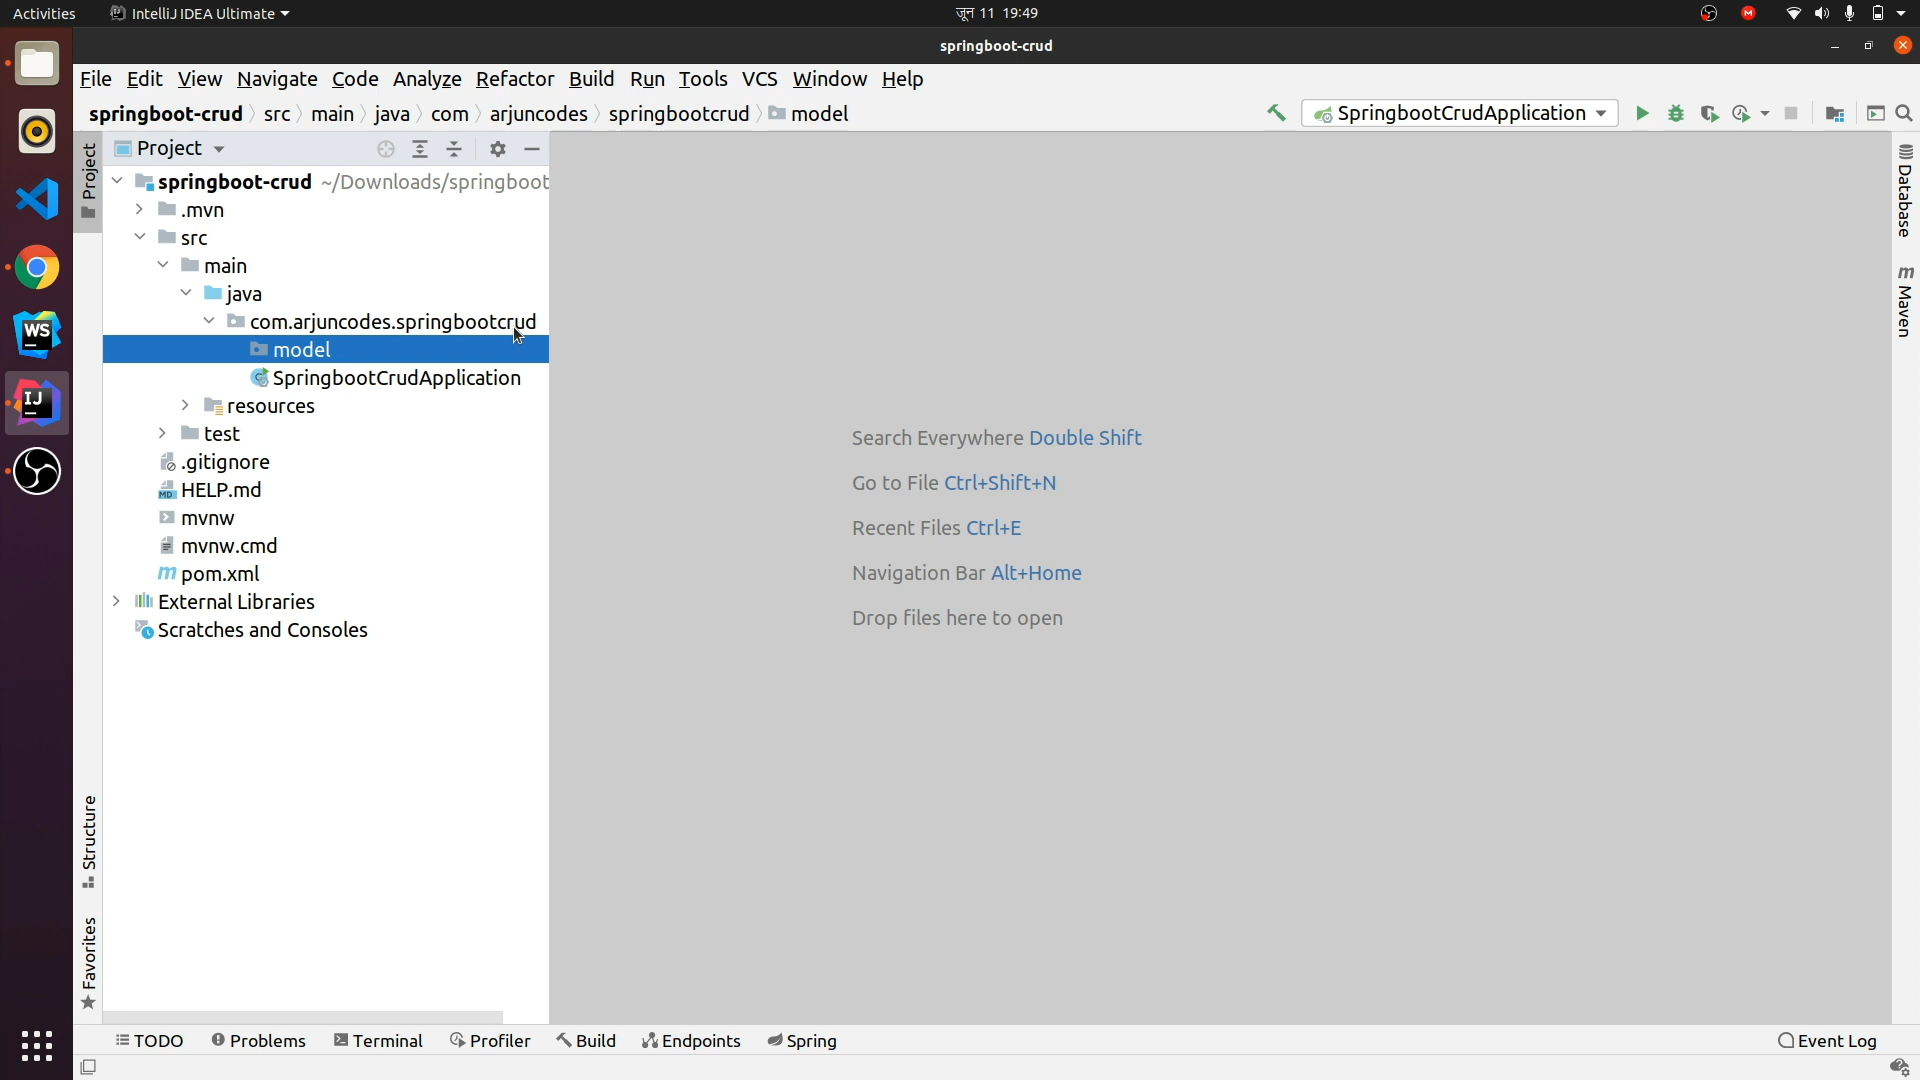 Activities IntelliJ IDEA Ultimate जून 11 19:49 M
springboot-crud
File Edit View Navigate Code Analyze Refactor Build Run Tools VCS Window Help
springboot-crud src main java com arjuncodes springbootcrud model SpringbootCrudApplication
Project
springboot-crud ~/Downloads/springboot
.mvn
src
main
java
com.arjuncodes.springbootcrud
model
SpringbootCrudApplication
resources
test
.gitignore
HELP.md
mvnw
mvnw.cmd
pom.xml
External Libraries
Scratches and Consoles
Search Everywhere Double Shift
Go to File Ctrl+Shift+N
Recent Files Ctrl+E
Navigation Bar Alt+Home
Drop files here to open
Project
Structure
Favorites
Database
Maven
WS
IJ
TODO Problems Terminal Profiler Build Endpoints Spring Event Log